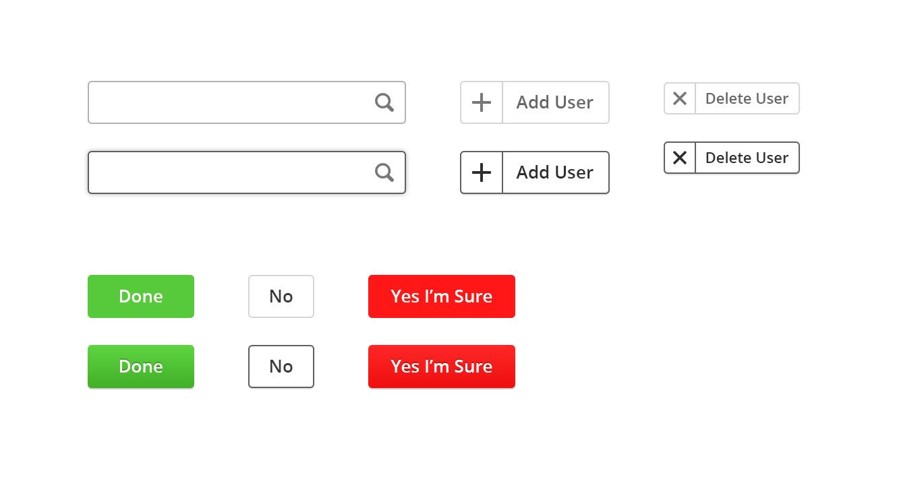 Add User
Delete User
Add User
Delete User
Done
No
Yes I’m Sure
Done
No
Yes I’m Sure